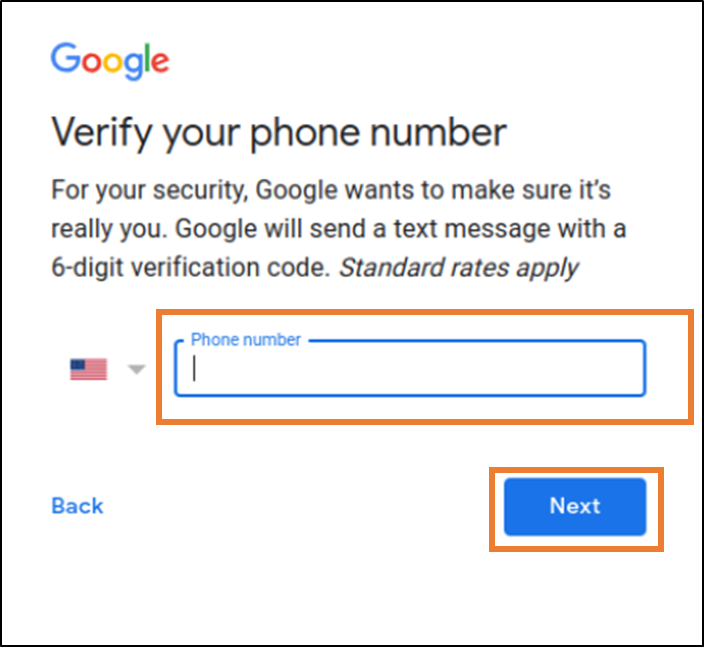 Google
Verify your phone number
For your security, Google wants to make sure it’s
really you. Google will send a text message with a
6-digit verification code. Standard rates apply
Phone number
Back
Next